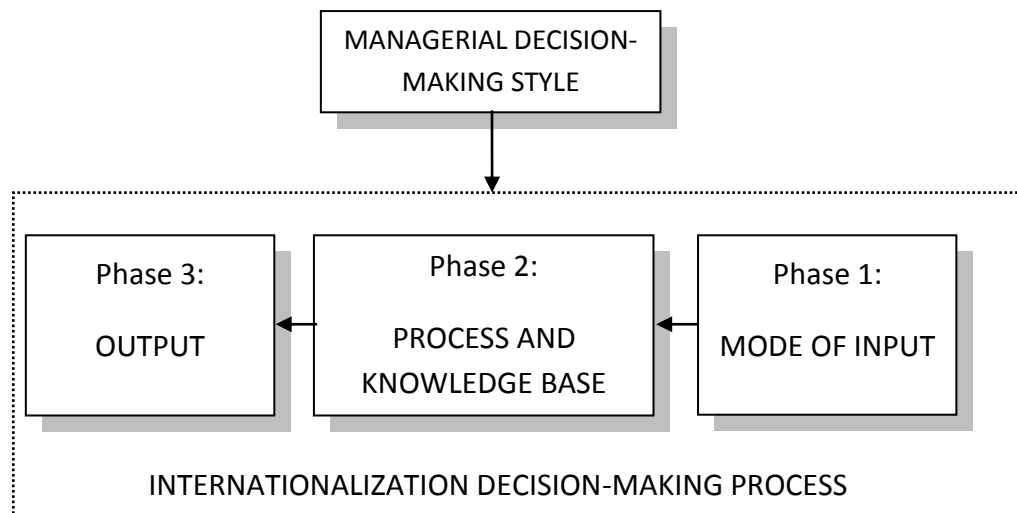 MANAGERIAL DECISION-
MAKING STYLE
Phase 3:
OUTPUT
Phase 2:
PROCESS AND
KNOWLEDGE BASE
Phase 1:
MODE OF INPUT
INTERNATIONALIZATION DECISION-MAKING PROCESS